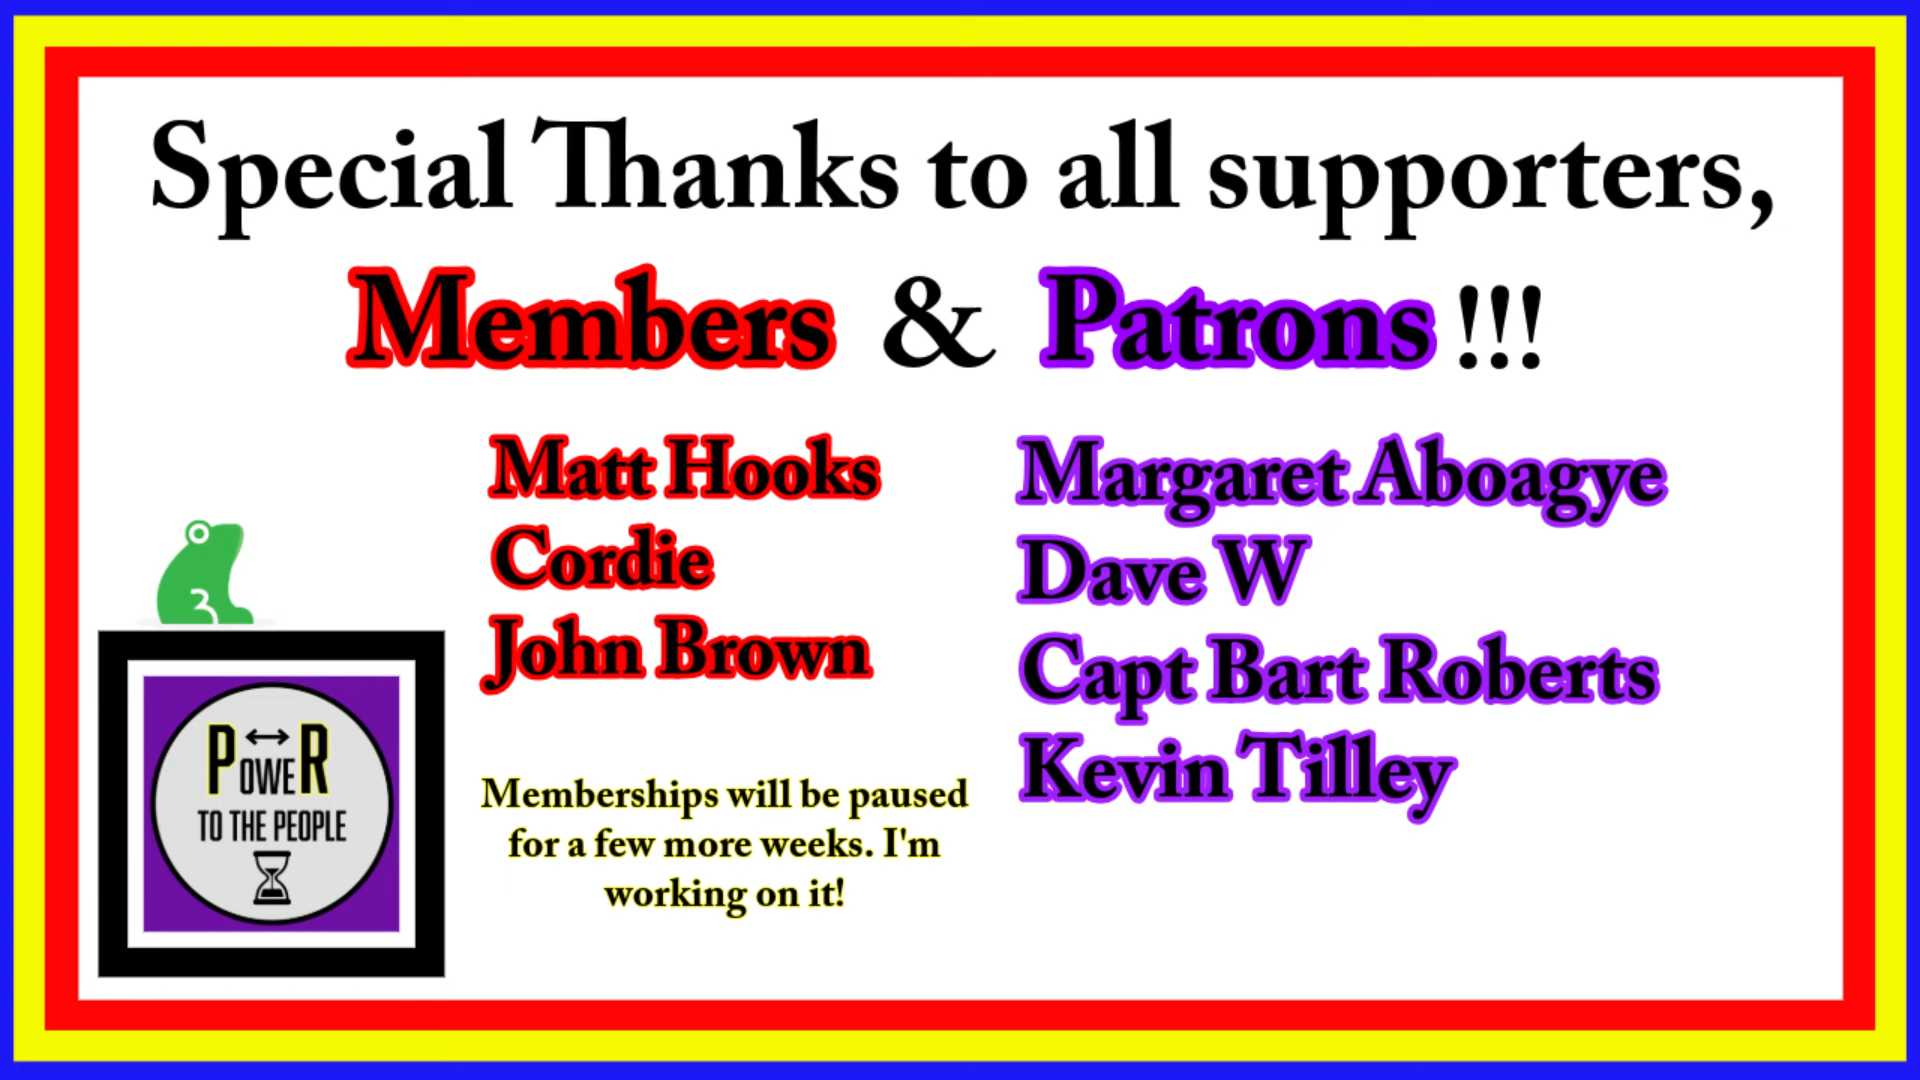 Special Thanks to all supporters,
Members & Patrons !!!
Matt Hooks
Cordie
John Brown
Margaret Aboagye
Dave W
Capt Bart Roberts
Kevin Tilley
Memberships will be paused
for a few more weeks. I'm
working on it!
POWER
TO THE PEOPLE